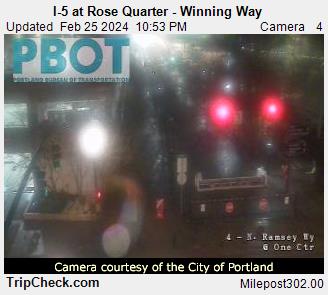 I-5 at Rose Quarter - Winning Way
Updated Feb 25 2024 10:53 PM Camera 4
PBOT
PORTLAND BUREAU OF TRANSPORTATION
4 - N. Ramsey Wy
@ One Ctr
Camera courtesy of the City of Portland
TripCheck.com Milepost302.00